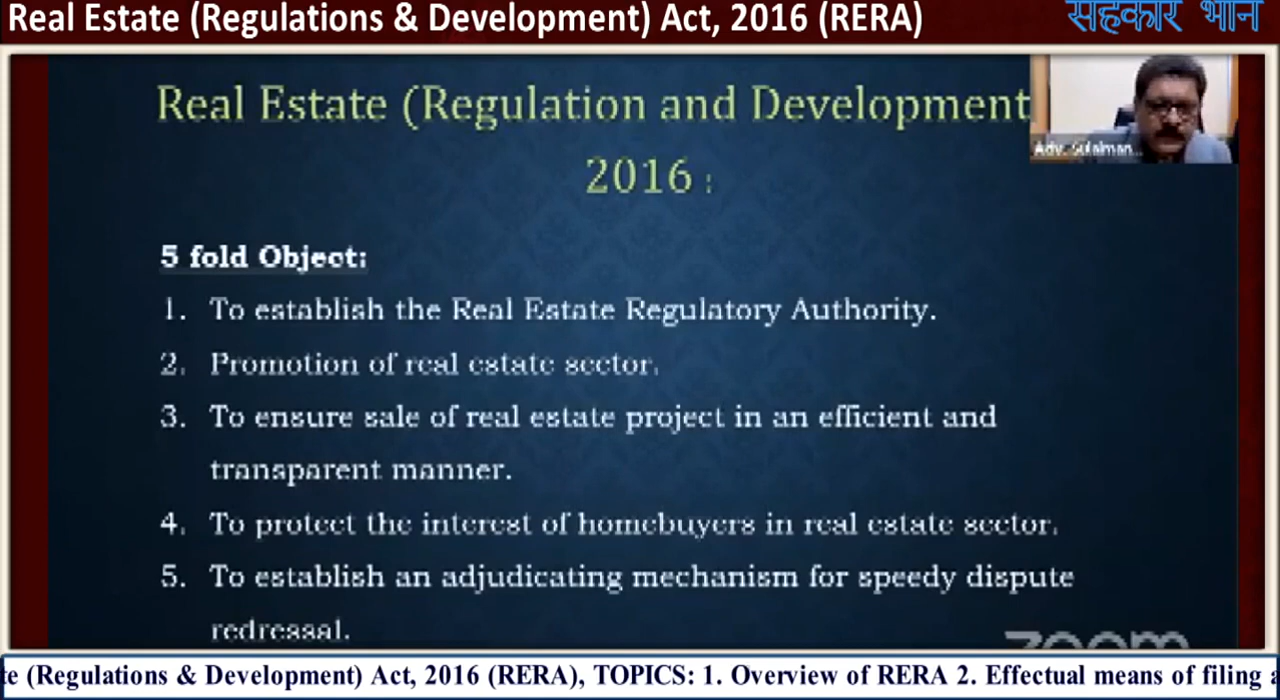 Real Estate (Regulations & Development) Act, 2016 (RERA)
सहकार भान
Real Estate (Regulation and Development
2016 :
Adv. Sulaiman...
5 fold Object:
1. To establish the Real Estate Regulatory Authority.
2. Promotion of real estate sector.
3. To ensure sale of real estate project in an efficient and
transparent manner.
4. To protect the interest of homebuyers in real estate sector.
5. To establish an adjudicating mechanism for speedy dispute
redressal.
zoom
te (Regulations & Development) Act, 2016 (RERA), TOPICS: 1. Overview of RERA 2. Effectual means of filing a